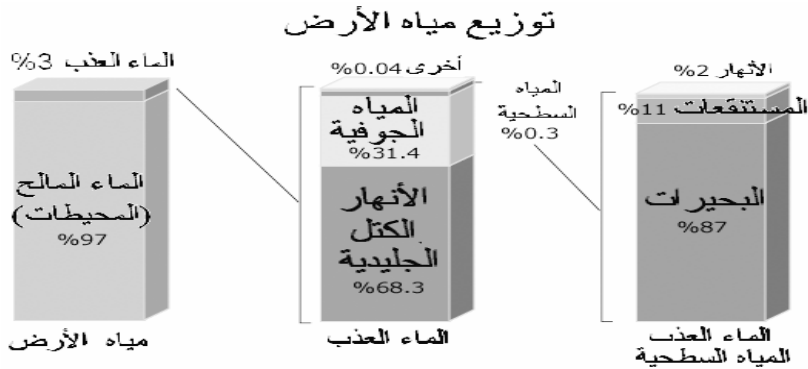 توزيع مياه الأرض
الماء العذب 3%
الماء المالح
(المحيطات)
%97
مياه الأرض
أخرى 0.04%
المياه
الجوفية
%31.4
الأنهار
الكتل
الجليدية
%68.3
الماء العذب
المياه
السطحية
%0.3
الأنهار 2%
المستنقعات 11%
البحيرات
%87
الماء العذب
المياه السطحية